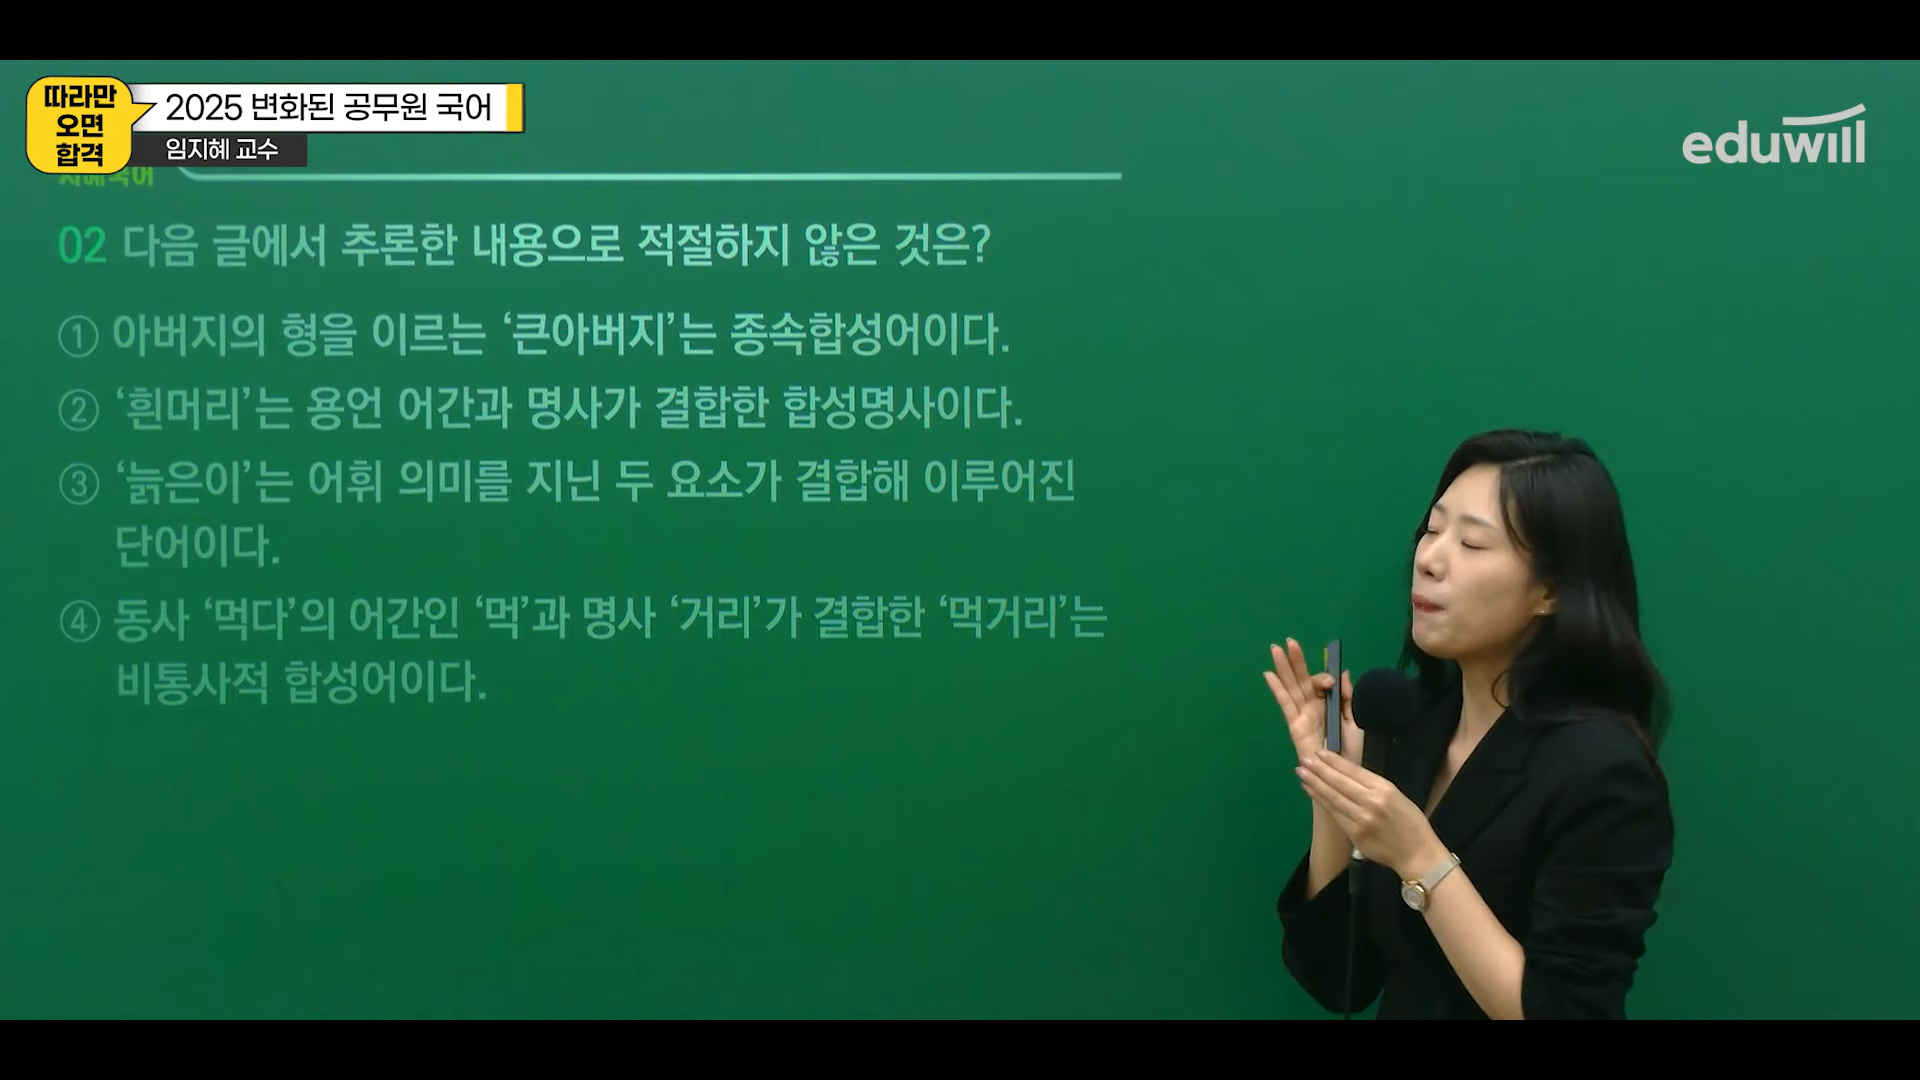 따라만
오면
합격
2025 변화된 공무원 국어
임지혜 교수
eduwill
지혜국어
02 다음 글에서 추론한 내용으로 적절하지 않은 것은?
① 아버지의 형을 이르는 ‘큰아버지’는 종속합성어이다.
② ‘흰머리’는 용언 어간과 명사가 결합한 합성명사이다.
③ ‘늙은이’는 어휘 의미를 지닌 두 요소가 결합해 이루어진
단어이다.
④ 동사 ‘먹다’의 어간인 ‘먹’과 명사 ‘거리’가 결합한 ‘먹거리’는
비통사적 합성어이다.